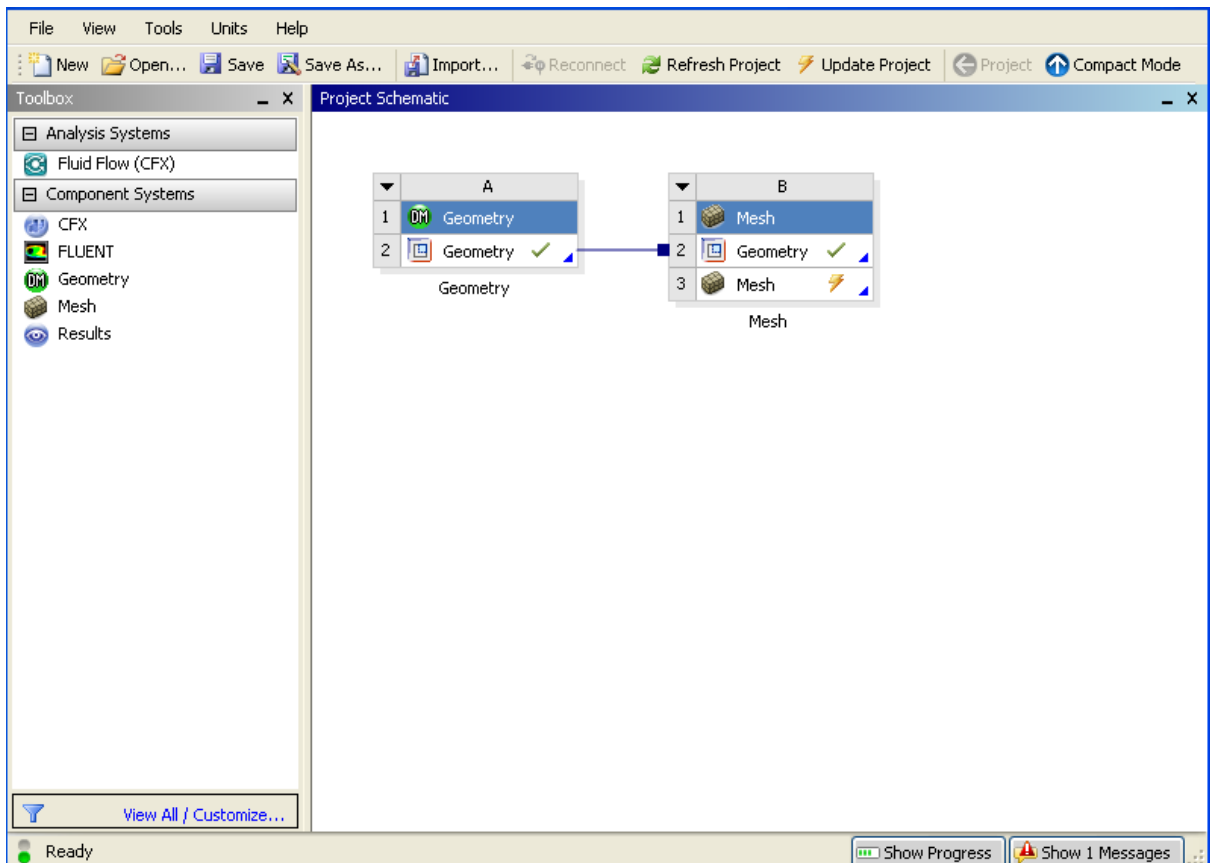 File View Tools Units Help
New Open... Save Save As... Import... Reconnect Refresh Project Update Project Project Compact Mode
Toolbox
Analysis Systems
Fluid Flow (CFX)
Component Systems
CFX
FLUENT
DM Geometry
Mesh
Results
View All / Customize...
Project Schematic
A
1 DM Geometry
2 Geometry
Geometry
B
1 Mesh
2 Geometry
3 Mesh
Mesh
Ready
Show Progress Show 1 Messages